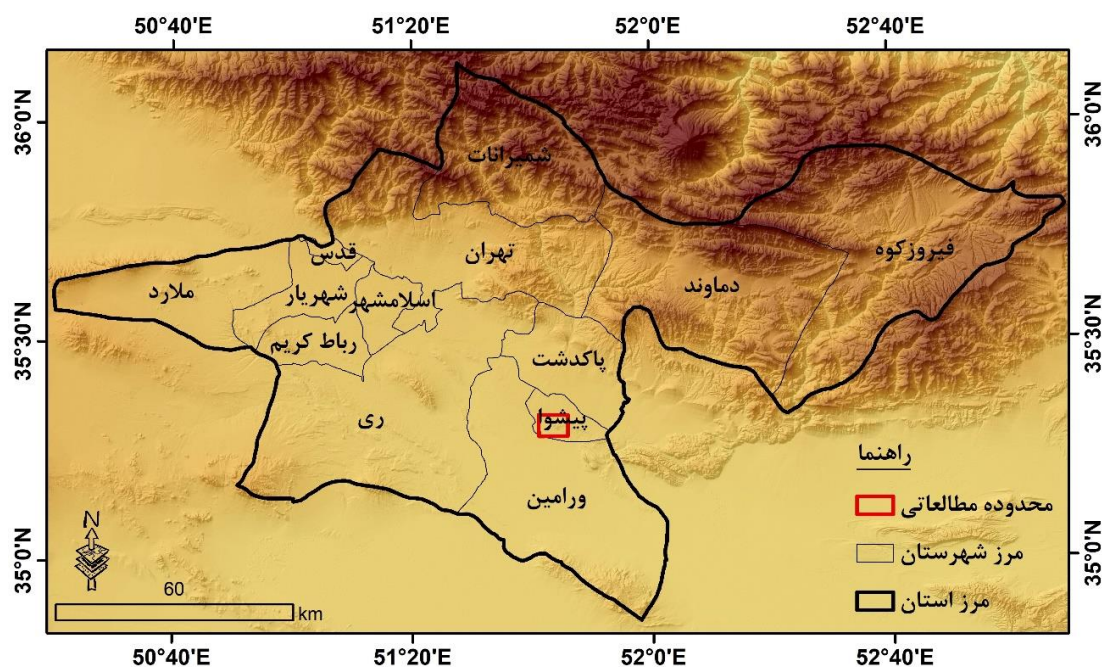 50°40'E 51°20'E 52°0'E 52°40'E
36°0'N 36°0'N
شمیرانات
تهران
فیروزکوه
قدس
دماوند
ملارد
شهریار
اسلامشهر
35°30'N 35°30'N
رباط کریم
پاکدشت
ری
پیشوا
راهنما
ورامین
محدوده مطالعاتی
N
مرز شهرستان
35°0'N 35°0'N
60
km
مرز استان
50°40'E 51°20'E 52°0'E 52°40'E